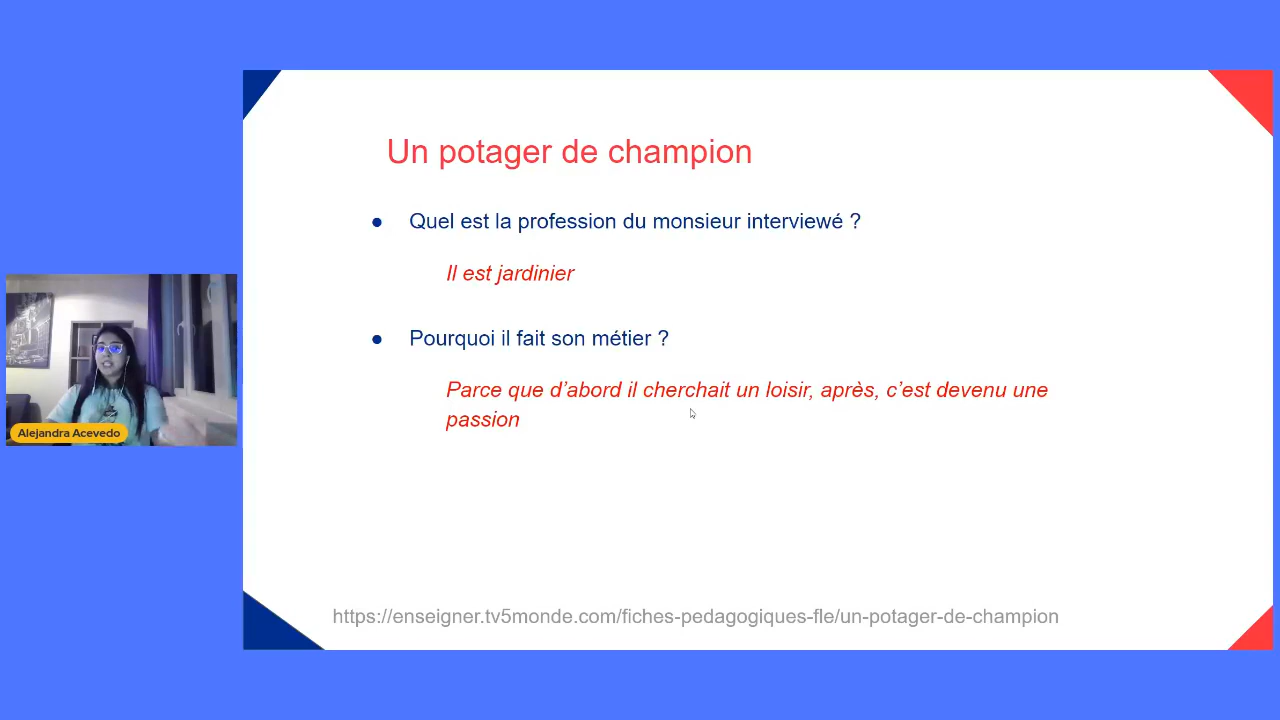 Un potager de champion
● Quel est la profession du monsieur interviewé ?
Il est jardinier
● Pourquoi il fait son métier ?
Parce que d’abord il cherchait un loisir, après, c’est devenu une
passion
Alejandra Acevedo
https://enseigner.tv5monde.com/fiches-pedagogiques-fle/un-potager-de-champion